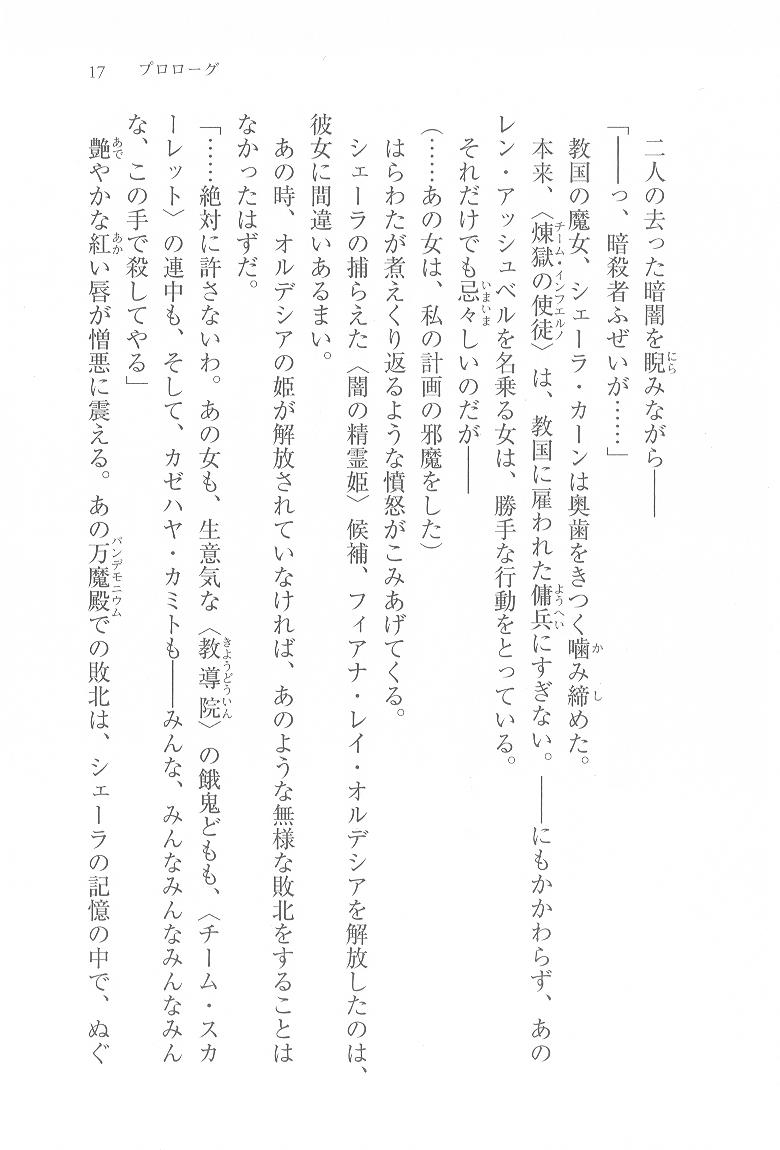 17　プロローグ
　二人の去った暗闇を睨みながら――
「――っ、暗殺者ふぜいが……」
　教国の魔女、シェーラ・カーンは奥歯をきつく噛み締めた。
　本来、〈煉獄の使徒〉は、教国に雇われた傭兵にすぎない。――にもかかわらず、あの
レン・アッシュベルを名乗る女は、勝手な行動をとっている。
　それだけでも忌々しいのだが――
（……あの女は、私の計画の邪魔をした）
　はらわたが煮えくり返るような憤怒がこみあげてくる。
　シェーラの捕らえた〈闇の精霊姫〉候補、フィアナ・レイ・オルデシアを解放したのは、
彼女に間違いあるまい。
　あの時、オルデシアの姫が解放されていなければ、あのような無様な敗北をすることは
なかったはずだ。
「……絶対に許さないわ。あの女も、生意気な〈教導院〉の餓鬼どもも、〈チーム・スカ
ーレット〉の連中も、そして、カゼハヤ・カミトも――みんな、みんなみんなみんなみん
な、この手で殺してやる」
　艶やかな紅い唇が憎悪に震える。あの万魔殿での敗北は、シェーラの記憶の中で、ぬぐ